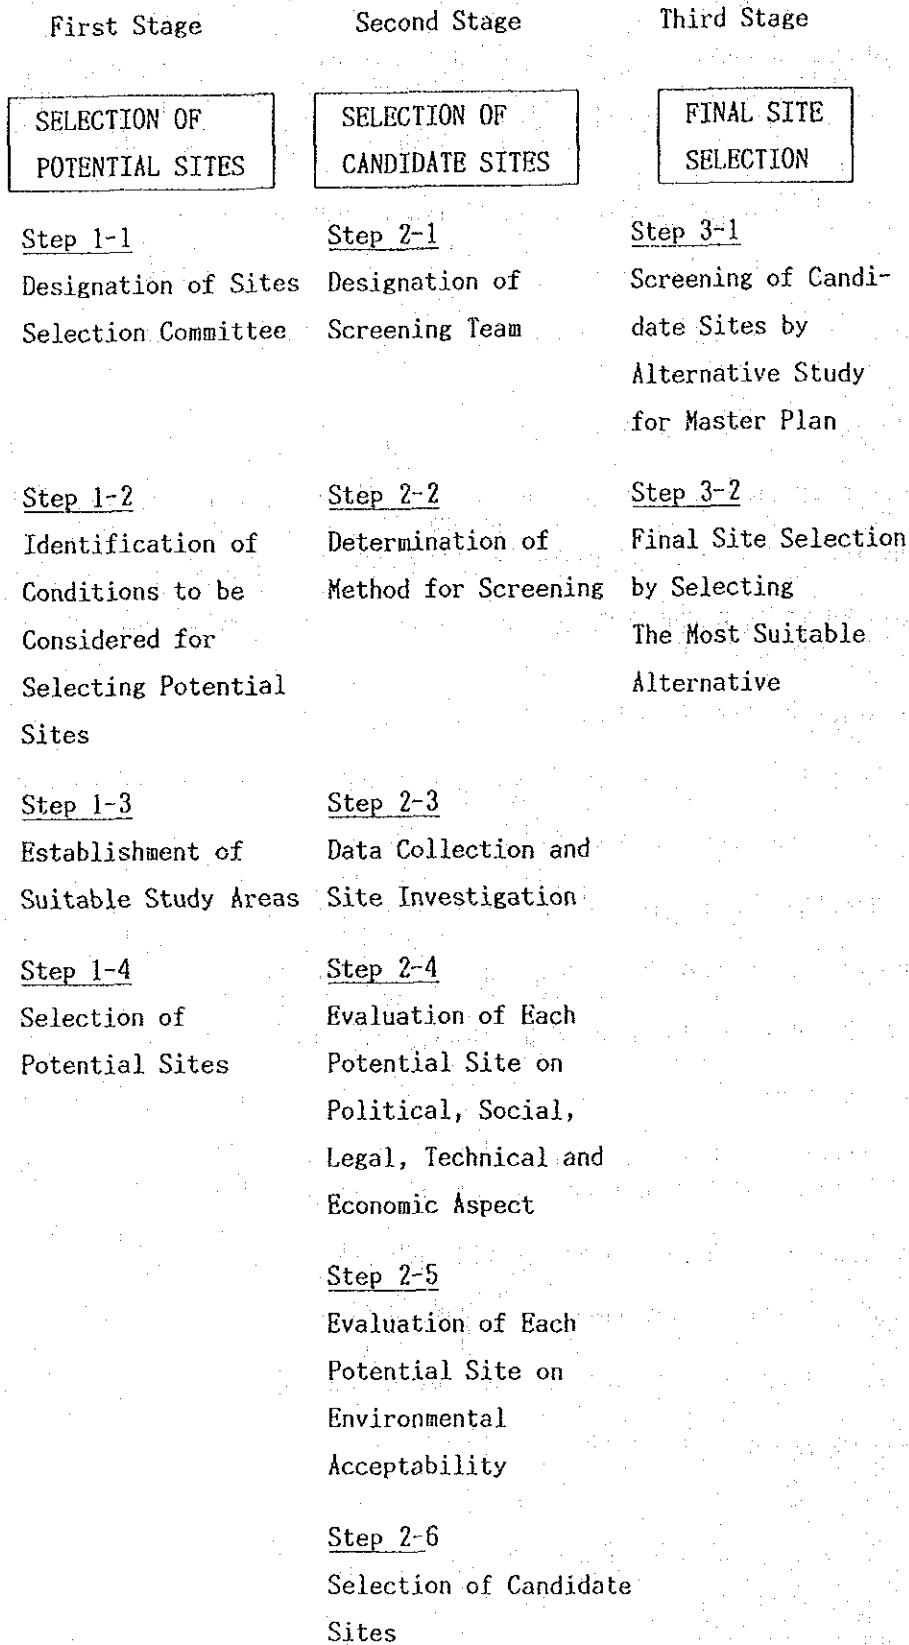 First Stage
SELECTION OF
POTENTIAL SITES
Step 1-1
Designation of Sites
Selection Committee
Step 1-2
Identification of
Conditions to be
Considered for
Selecting Potential
Sites
Step 1-3
Establishment of
Suitable Study Areas
Step 1-4
Selection of
Potential Sites
Second Stage
SELECTION OF
CANDIDATE SITES
Step 2-1
Designation of
Screening Team
Step 2-2
Determination of
Method for Screening
Step 2-3
Data Collection and
Site Investigation
Step 2-4
Evaluation of Each
Potential Site on
Political, Social,
Legal, Technical and
Economic Aspect
Step 2-5
Evaluation of Each
Potential Site on
Environmental
Acceptability
Step 2-6
Selection of Candidate
Sites
Third Stage
FINAL SITE
SELECTION
Step 3-1
Screening of Candi-
date Sites by
Alternative Study
for Master Plan
Step 3-2
Final Site Selection
by Selecting
The Most Suitable
Alternative